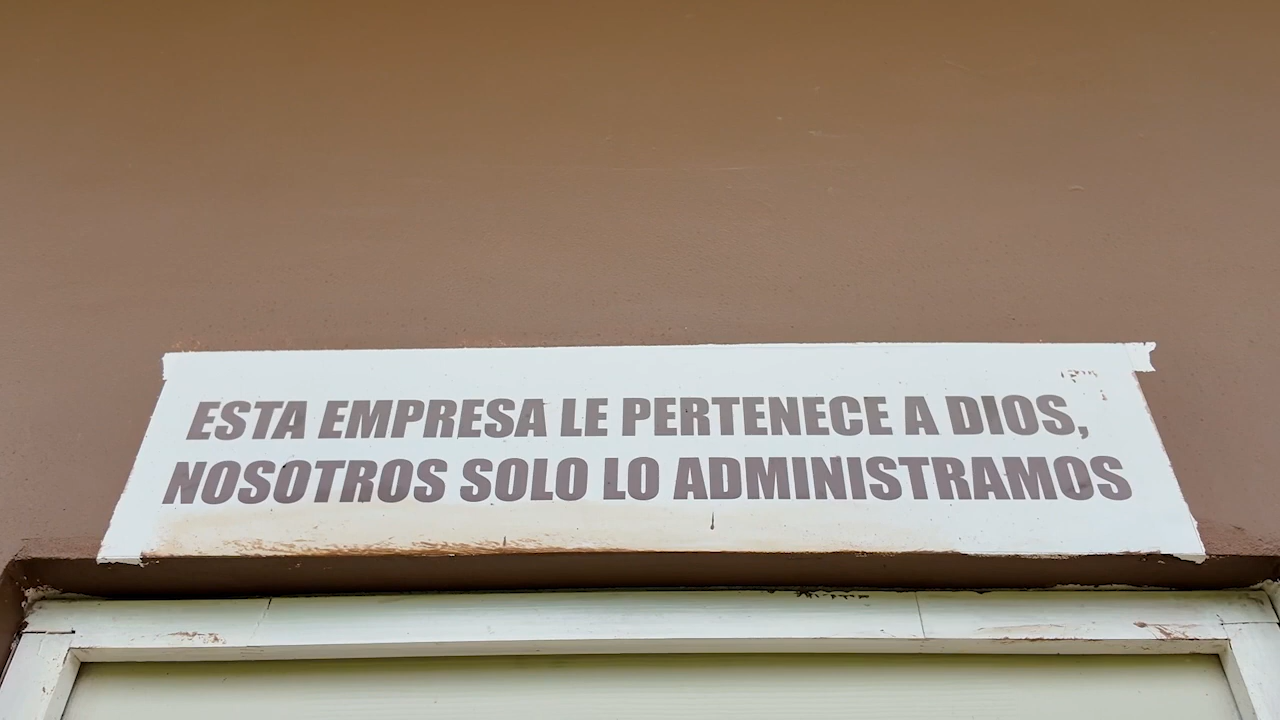 ESTA EMPRESA LE PERTENECE A DIOS,
NOSOTROS SOLO LO ADMINISTRAMOS